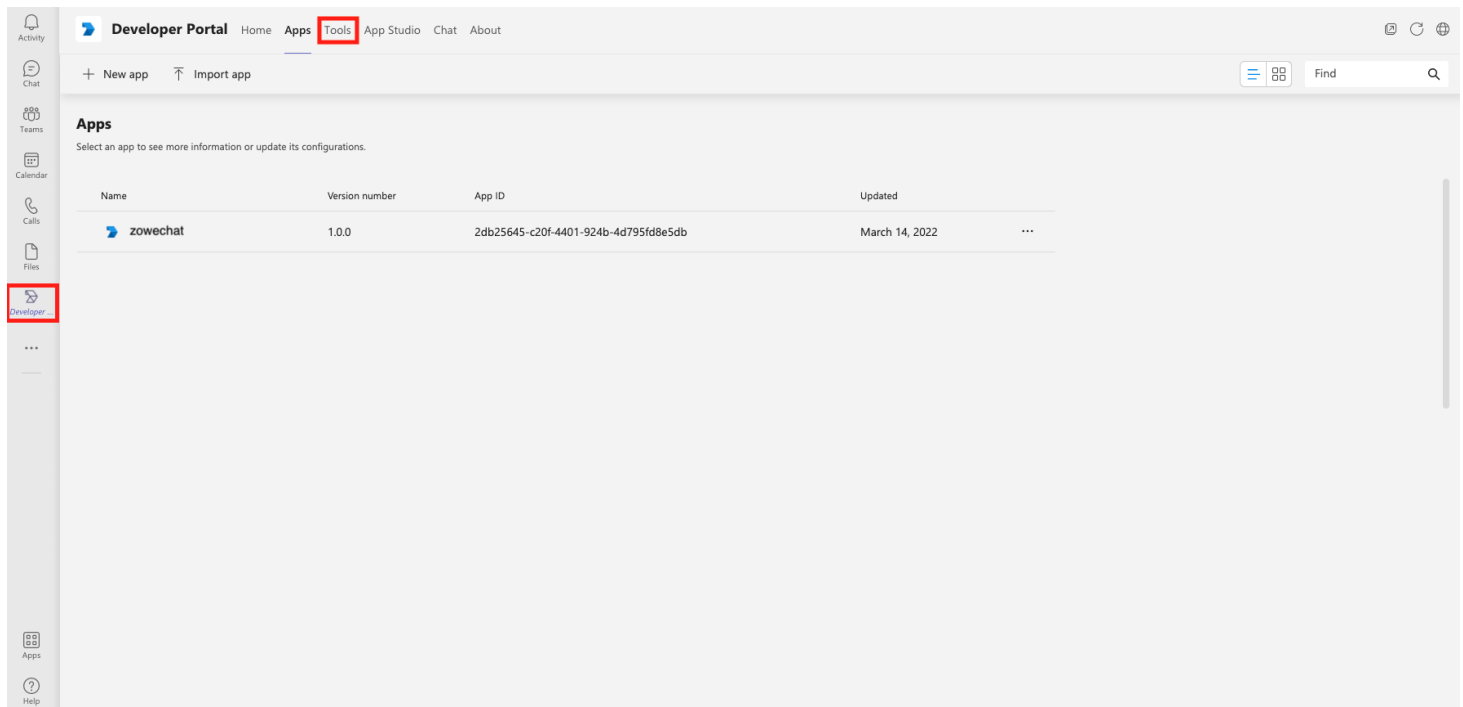 Activity
Chat
Teams
Calendar
Calls
Files
Developer ...
Apps
Help
Developer Portal Home Apps Tools App Studio Chat About
New app Import app Find
Apps
Select an app to see more information or update its configurations.
Name Version number App ID Updated
zowechat 1.0.0 2db25645-c20f-4401-924b-4d795fd8e5db March 14, 2022